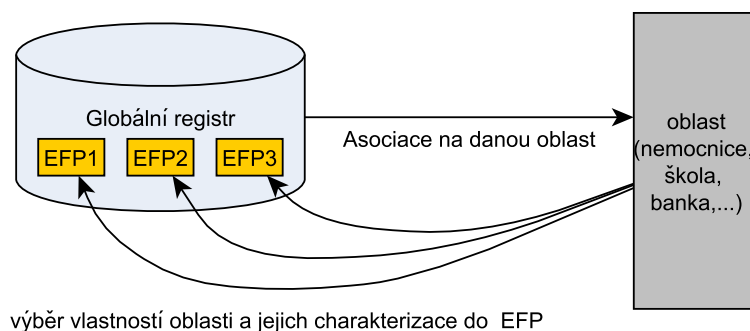 Globální registr
EFP1
EFP2
EFP3
Asociace na danou oblast
oblast
(nemocnice,
škola,
banka,...)
výběr vlastností oblasti a jejich charakterizace do EFP